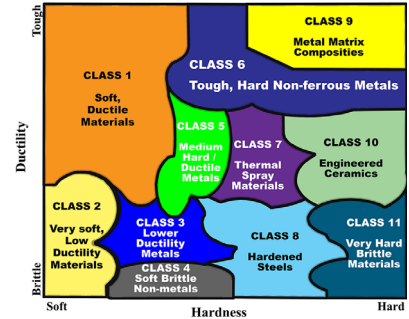 Tough
Ductility
Brittle
CLASS 1
Soft,
Ductile
Materials
CLASS 6
Tough, Hard Non-ferrous Metals
CLASS 9
Metal Matrix
Composities
CLASS 5
Medium
Hard /
Ductile
Metals
CLASS 7
Thermal
Spray
Materials
CLASS 10
Engineered
Ceramics
CLASS 2
Very soft,
Low
Ductility
Materials
CLASS 3
Lower
Ductility
Metals
CLASS 4
Soft Brittle
Non-metals
CLASS 8
Hardened
Steels
CLASS 11
Very Hard
Brittle
Materials
Soft
Hardness
Hard